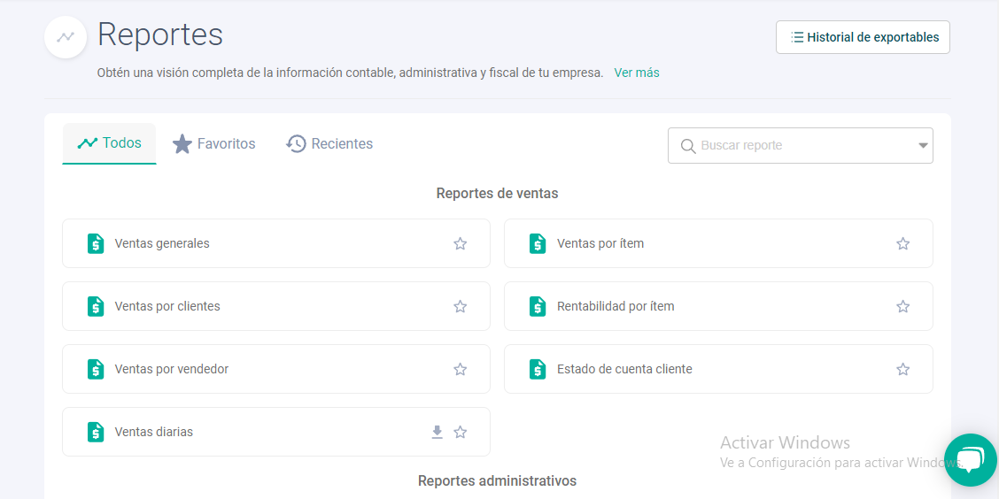 Reportes
Historial de exportables
Obtén una visión completa de la información contable, administrativa y fiscal de tu empresa. Ver más
Todos Favoritos Recientes
Buscar reporte
Reportes de ventas
Ventas generales
Ventas por ítem
Ventas por clientes
Rentabilidad por ítem
Ventas por vendedor
Estado de cuenta cliente
Ventas diarias
Activar Windows
Ve a Configuración para activar Windows.
Reportes administrativos